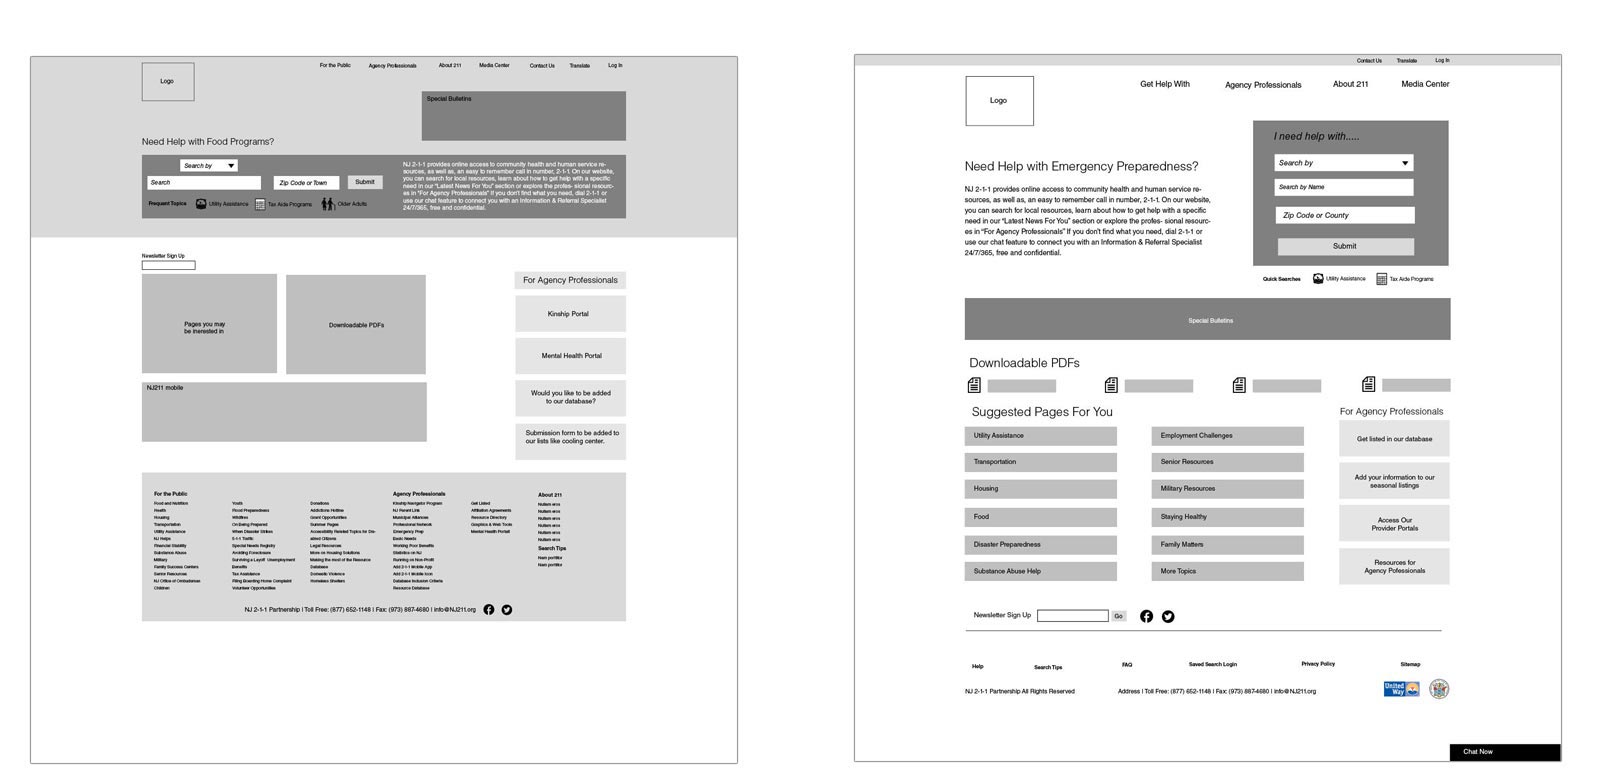 For the Public
Agency Professionals
About 211
Media Center
Contact Us
Translate
Log In
Logo
Special Bulletins
Need Help with Food Programs?
Search by
Search
Zip Code or Town
Submit
Frequent Topics
Utility Assistance
Tax Aide Programs
Older Adults
NJ 2-1-1 provides online access to community health and human service re-
sources, as well as, an easy to remember call in number, 2-1-1. On our website,
you can search for local resources, learn about how to get help with a specific
need in our "Latest News For You" section or explore the profes- sional resourc-
es in "For Agency Professionals" If you don't find what you need, dial 2-1-1 or
use our chat feature to connect you with an Information & Referral Specialist
24/7/365, free and confidential.
Newsletter Sign Up
Pages you may
be inerested in
Downloadable PDFs
NJ211 mobile
For Agency Professionals
Kinship Portal
Mental Health Portal
Would you like to be added
to our database?
Submission form to be added to
our lists like cooling center.
For the Public
Food and Nutrition
Health
Housing
Transportation
Utility Assistance
NJ Helps
Financial Stability
Substance Abuse
Military
Family Success Centers
Senior Resources
NJ Office of Ombudsman
Children
Youth
Flood Preparedness
Wildfires
On Being Prepared
When Disaster Strikes
5-1-1 Traffic
Special Needs Registry
Avoiding Foreclosure
Surviving a Layoff Unemployment
Benefits
Tax Assistance
Filing Boarding Home Complaint
Volunteer Opportunities
Donations
Addictions Hotline
Grant Opportunities
Summer Pages
Accessibility Related Topics for Dis-
abled Citizens
Legal Resources
More on Housing Solutions
Making the most of the Resource
Database
Domestic Violence
Homeless Shelters
Agency Professionals
Kinship Navigator Program
NJ Parent Link
Municipal Alliances
Professional Network
Emergency Prep
Basic Needs
Working Poor Benefits
Statistics on NJ
Running on Non-Profit
Add 2-1-1 Mobile App
Add 2-1-1 Mobile Icon
Database Inclusion Criteria
Resource Database
Get Listed
Affiliation Agreements
Resource Directory
Graphics & Web Tools
Mental Health Portal
About 211
Nullam eros
Nullam eros
Nullam eros
Nullam eros
Nullam eros
Nullam eros
Search Tips
Nam porttitor
Nam porttitor
NJ 2-1-1 Partnership | Toll Free: (877) 652-1148 | Fax: (973) 887-4680 | info@NJ211.org
Contact Us
Translate
Log In
Logo
Get Help With
Agency Professionals
About 211
Media Center
Need Help with Emergency Preparedness?
NJ 2-1-1 provides online access to community health and human service re-
sources, as well as, an easy to remember call in number, 2-1-1. On our website,
you can search for local resources, learn about how to get help with a specific
need in our "Latest News For You" section or explore the profes- sional resourc-
es in "For Agency Professionals" If you don't find what you need, dial 2-1-1 or
use our chat feature to connect you with an Information & Referral Specialist
24/7/365, free and confidential.
I need help with.....
Search by
Search by Name
Zip Code or County
Submit
Quick Searches
Utility Assistance
Tax Aide Programs
Special Bulletins
Downloadable PDFs
Suggested Pages For You
Utility Assistance
Transportation
Housing
Food
Disaster Preparedness
Substance Abuse Help
Employment Challenges
Senior Resources
Military Resources
Staying Healthy
Family Matters
More Topics
For Agency Professionals
Get listed in our database
Add your information to our
seasonal listings
Access Our
Provider Portals
Resources for
Agency Pofessionals
Newsletter Sign Up
Go
Help
Search Tips
FAQ
Saved Search Login
Privacy Policy
Sitemap
NJ 2-1-1 Partnership All Rights Reserved
Address | Toll Free: (877) 652-1148 | Fax: (973) 887-4680 | info@NJ211.org
United
Way
Chat Now